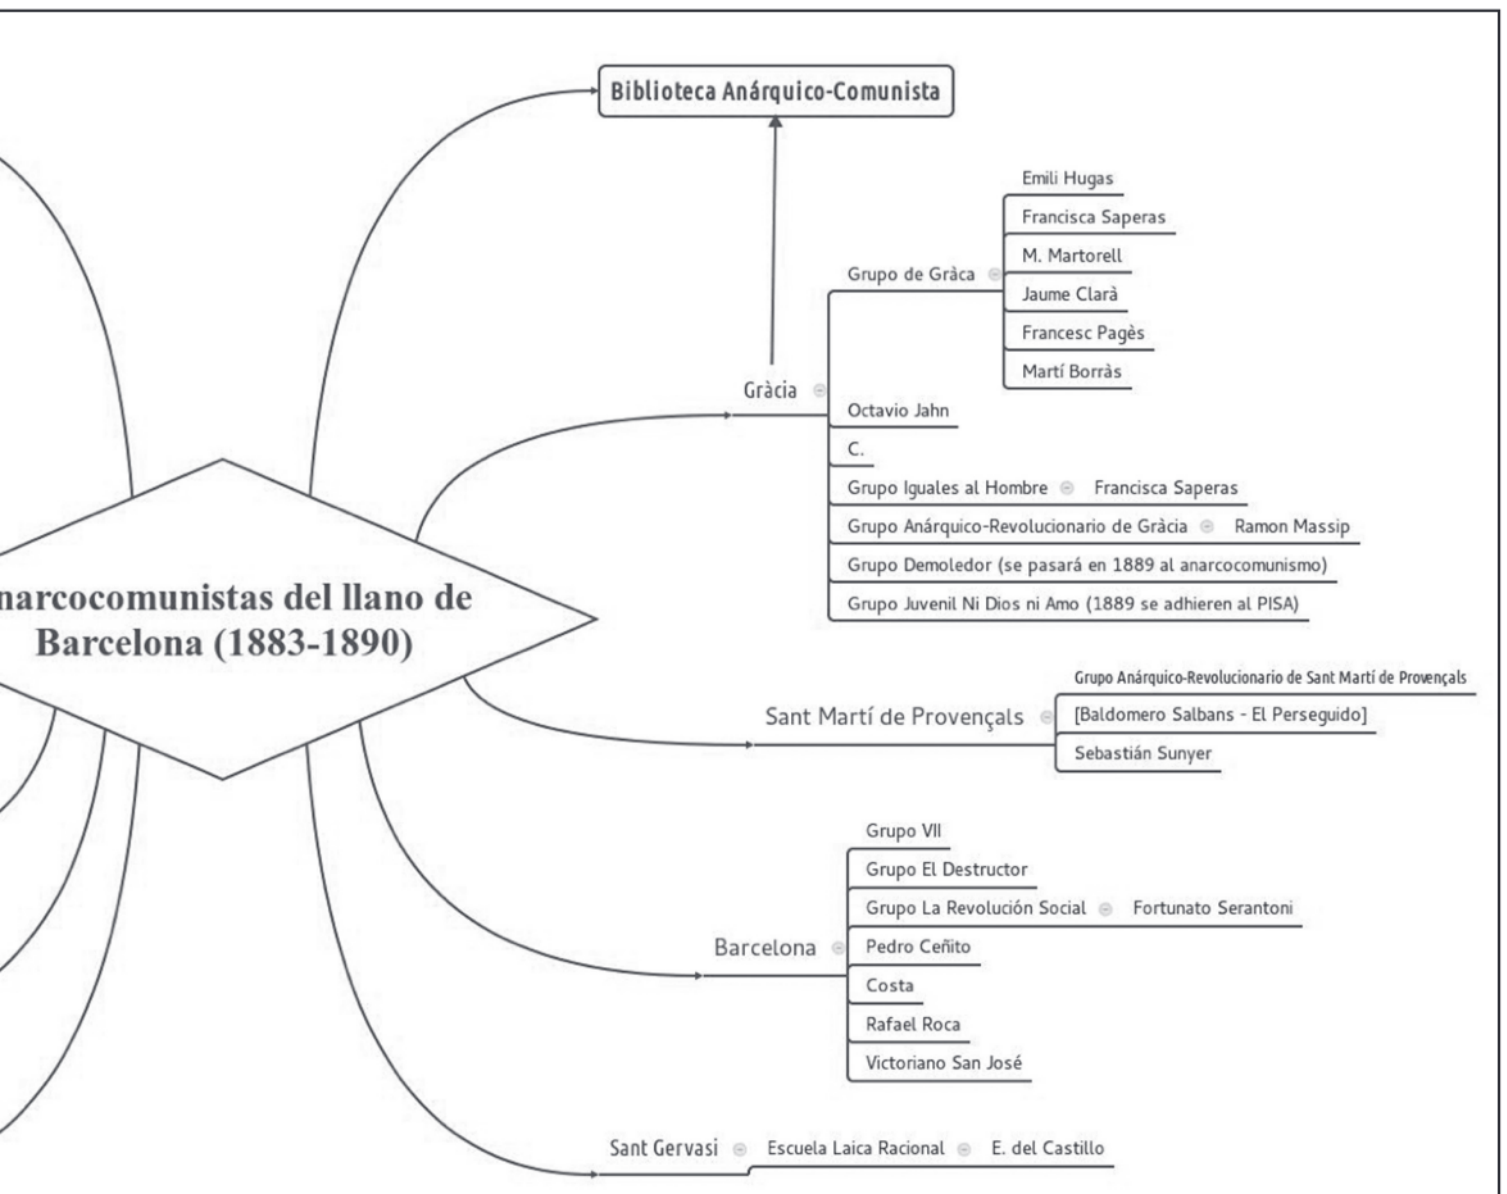 Biblioteca Anárquico-Comunista
Emili Hugas
Francisca Saperas
M. Martorell
Grupo de Gràca
Jaume Clarà
Francesc Pagès
Martí Borràs
Gràcia
Octavio Jahn
C.
Grupo Iguales al Hombre Francisca Saperas
Grupo Anárquico-Revolucionario de Gràcia Ramon Massip
Grupo Demoledor (se pasará en 1889 al anarcocomunismo)
Grupo Juvenil Ni Dios ni Amo (1889 se adhieren al PISA)
narcocomunistas del llano de
Barcelona (1883-1890)
Grupo Anárquico-Revolucionario de Sant Martí de Provençals
Sant Martí de Provençals
[Baldomero Salbans - El Perseguido]
Sebastián Sunyer
Grupo VII
Grupo El Destructor
Grupo La Revolución Social Fortunato Serantoni
Barcelona
Pedro Ceñito
Costa
Rafael Roca
Victoriano San José
Sant Gervasi Escuela Laica Racional E. del Castillo